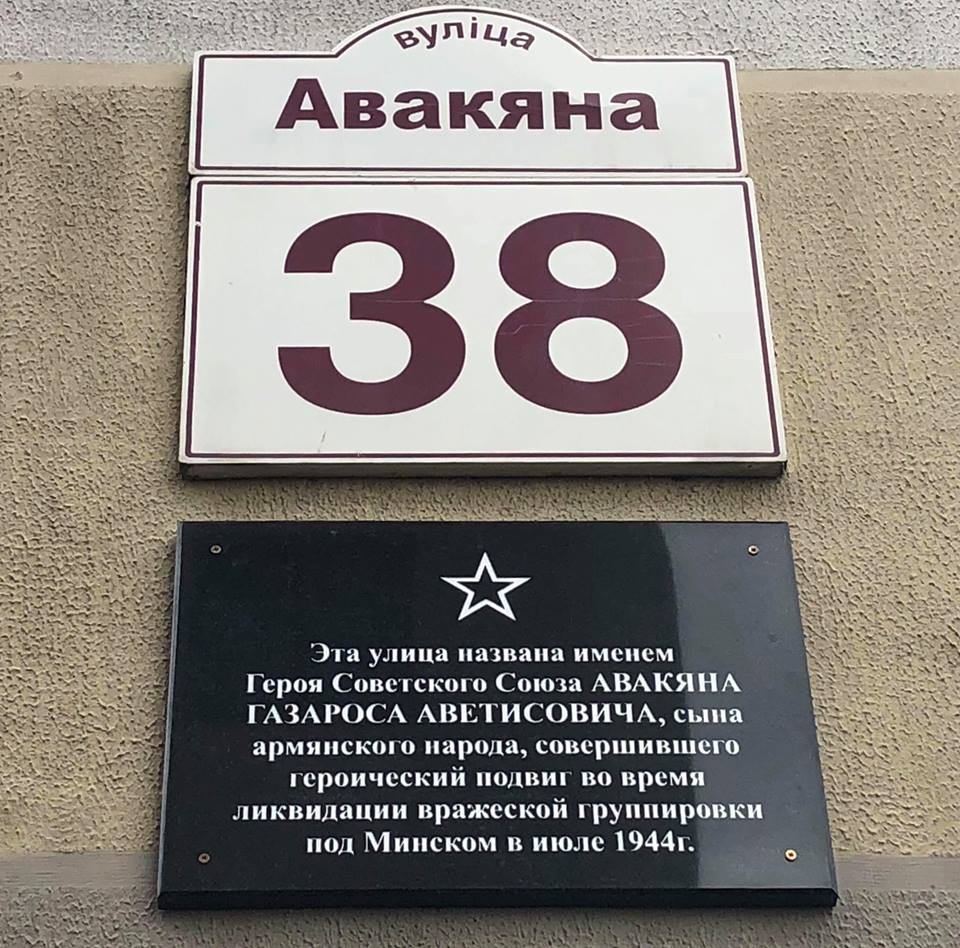 вуліца
Авакяна
38
Эта улица названа именем
Героя Советского Союза АВАКЯНА
ГАЗАРОСА АВЕТИСОВИЧА, сына
армянского народа, совершившего
героический подвиг во время
ликвидации вражеской группировки
под Минском в июле 1944г.